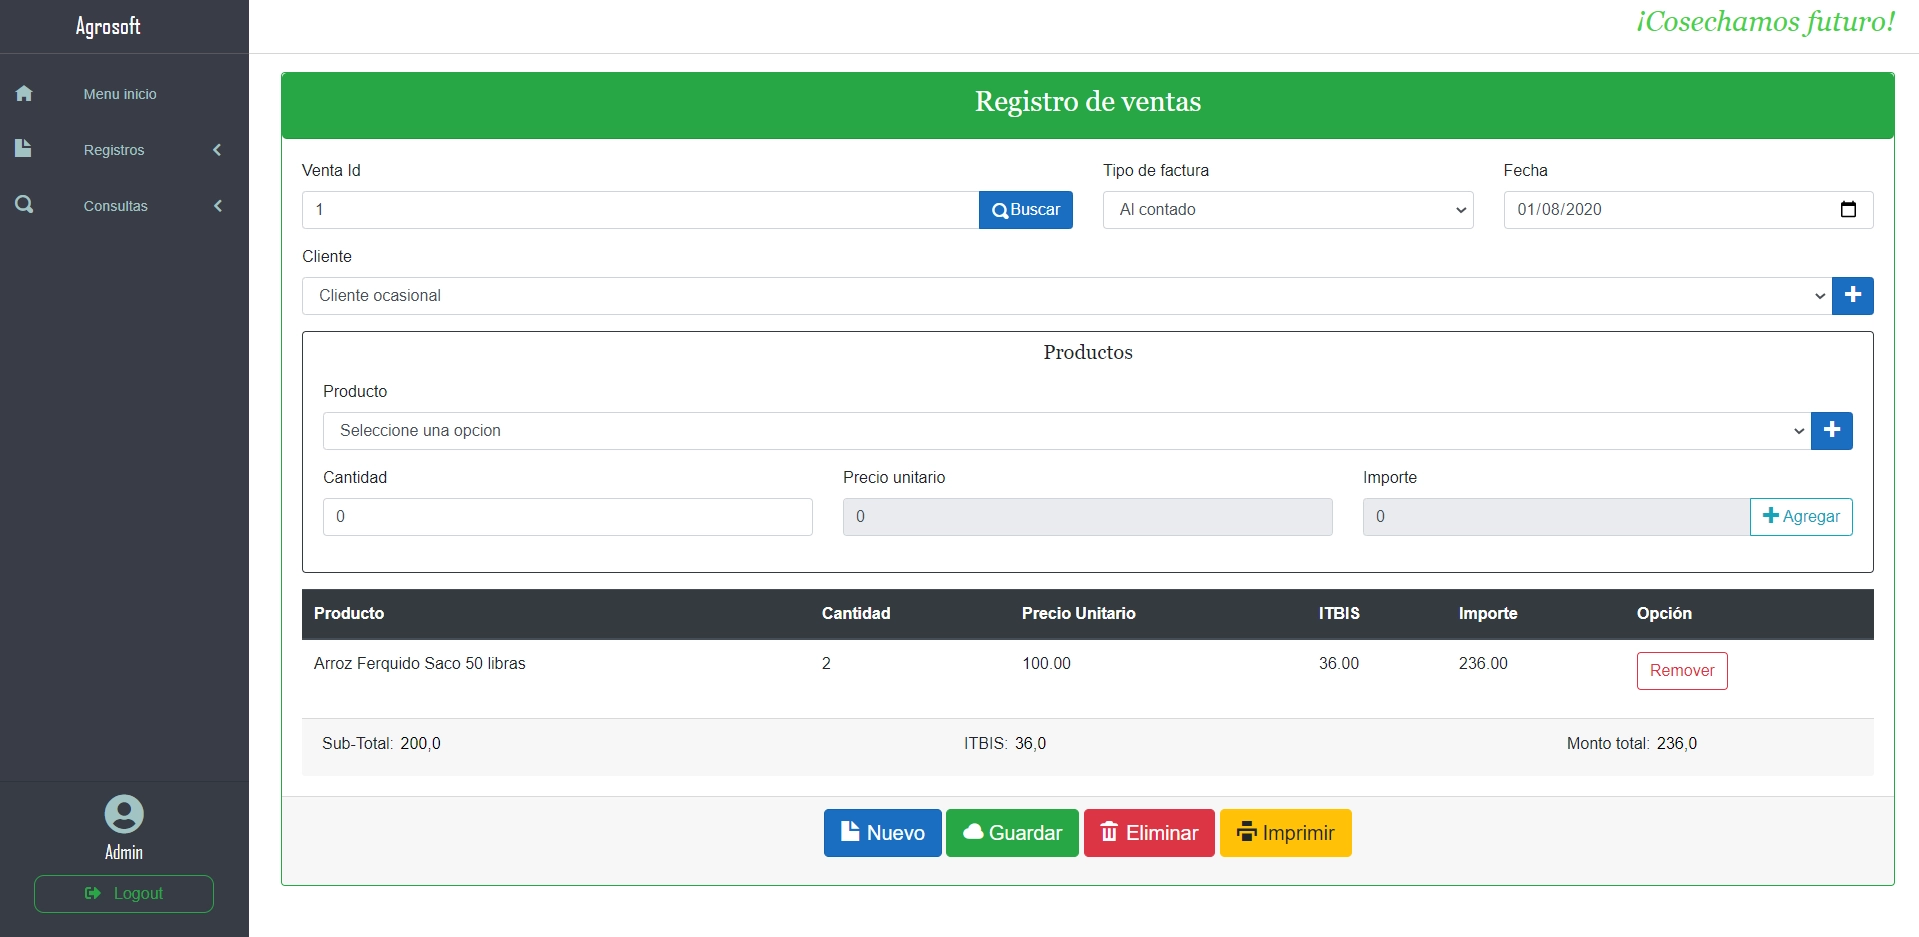 Agrosoft
¡Cosechamos futuro!
Menu inicio
Registros
Consultas
Registro de ventas
Venta Id
Tipo de factura
Fecha
1
Buscar
Al contado
01/08/2020
Cliente
Cliente ocasional
Productos
Producto
Seleccione una opcion
Cantidad
Precio unitario
Importe
0
0
0
Agregar
Producto Cantidad Precio Unitario ITBIS Importe Opción
Arroz Ferquido Saco 50 libras 2 100.00 36.00 236.00 Remover
Sub-Total: 200,0 ITBIS: 36,0 Monto total: 236,0
Nuevo Guardar Eliminar Imprimir
Admin
Logout